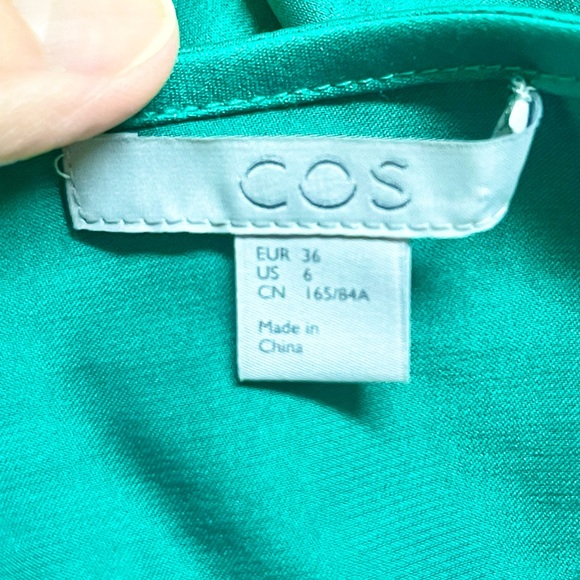 COS
EUR 36
US 6
CN 165/84A
Made in
China